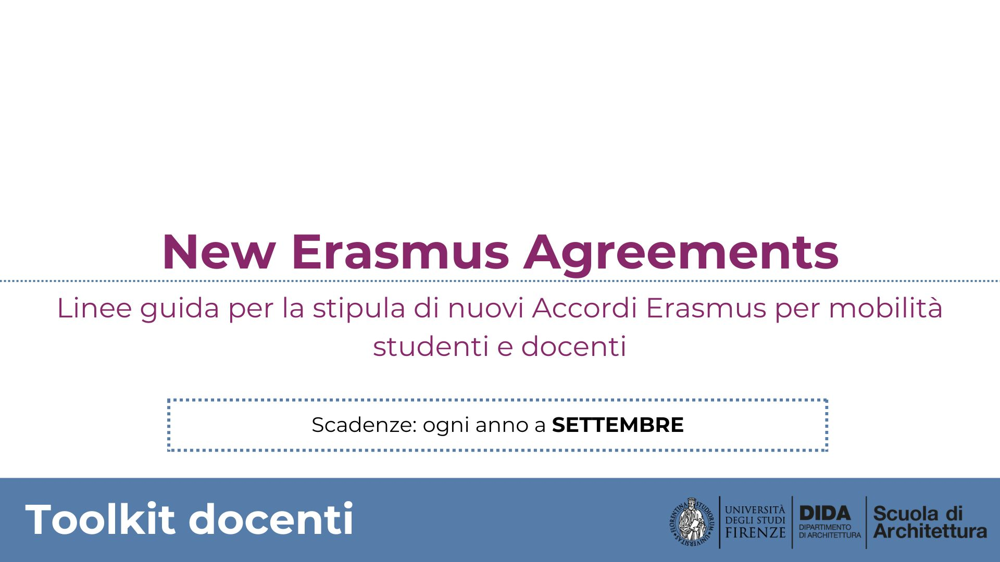 New Erasmus Agreements
Linee guida per la stipula di nuovi Accordi Erasmus per mobilità
studenti e docenti
Scadenze: ogni anno a SETTEMBRE
Toolkit docenti
FLORENTINA STUDIORUM UNIVERSITAS
UNIVERSITÀ
DEGLI STUDI
FIRENZE
DIDA
DIPARTIMENTO
DI ARCHITETTURA
Scuola di
Architettura